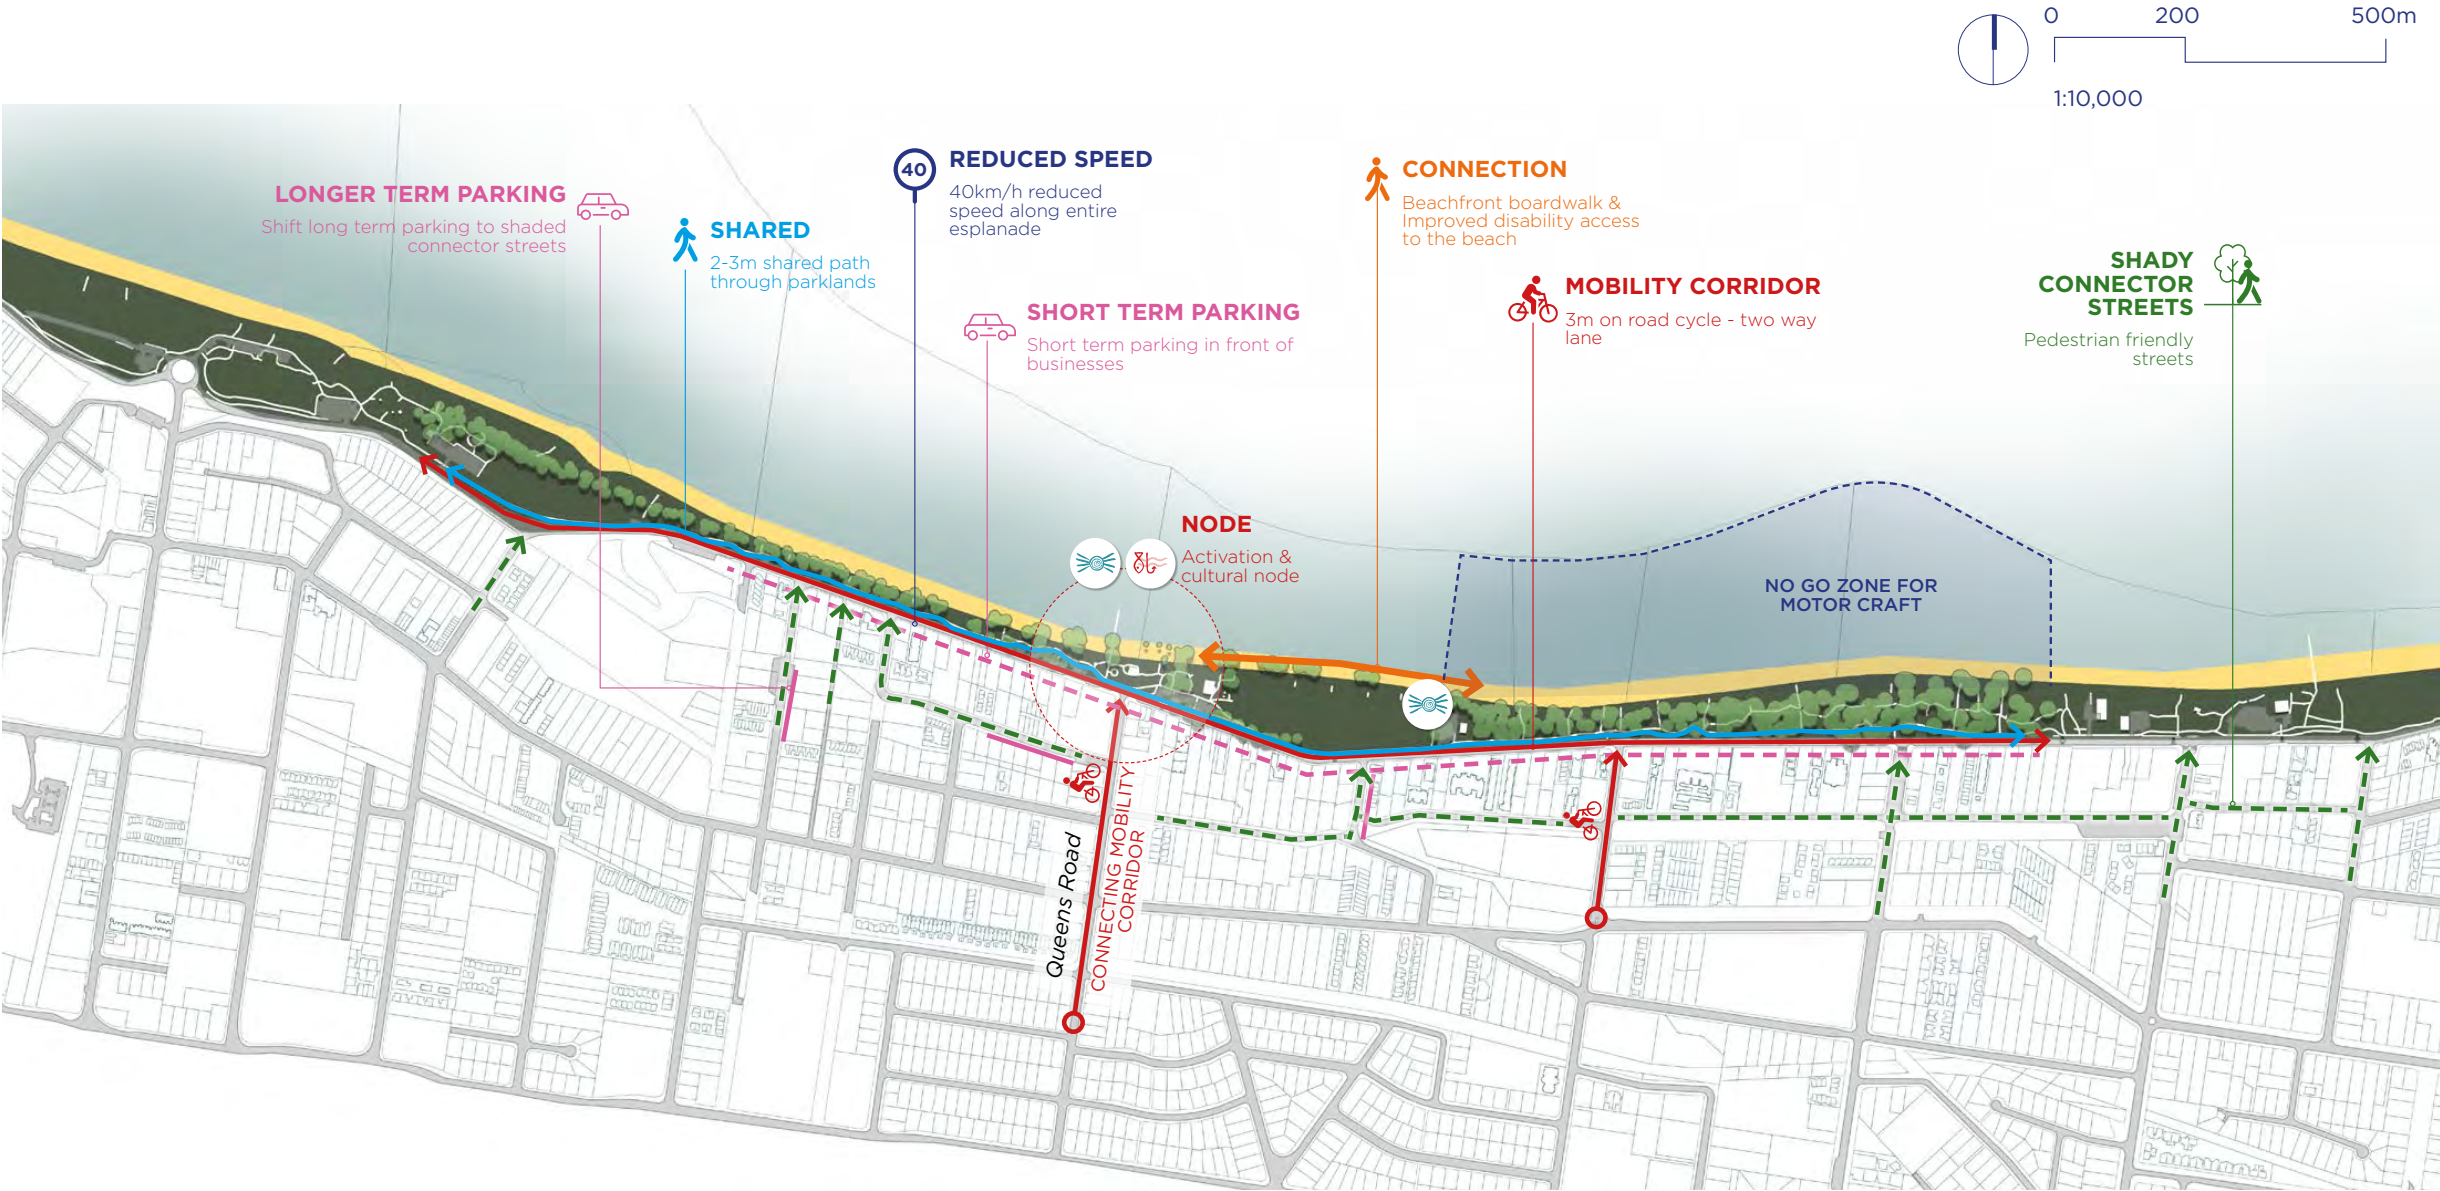 0 200 500m
1:10,000
LONGER TERM PARKING
Shift long term parking to shaded
connector streets
SHARED
2-3m shared path
through parklands
40
REDUCED SPEED
40km/h reduced
speed along entire
esplanade
SHORT TERM PARKING
Short term parking in front of
businesses
CONNECTION
Beachfront boardwalk &
Improved disability access
to the beach
MOBILITY CORRIDOR
3m on road cycle - two way
lane
SHADY
CONNECTOR
STREETS
Pedestrian friendly
streets
NODE
Activation &
cultural node
NO GO ZONE FOR
MOTOR CRAFT
Queens Road
CONNECTING MOBILITY
CORRIDOR